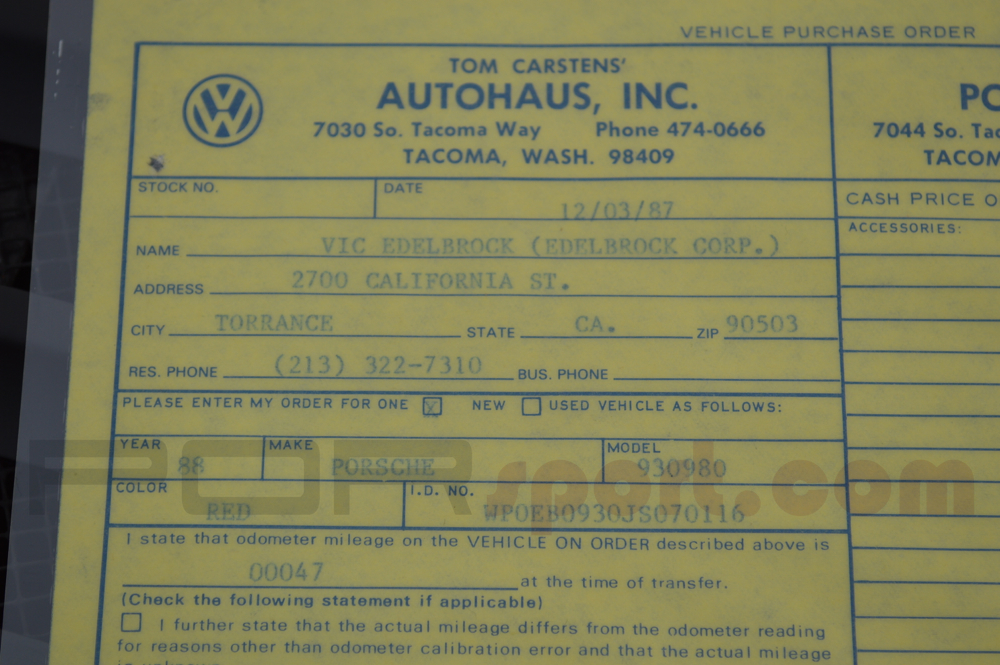 VEHICLE PURCHASE ORDER
TOM CARSTENS'
AUTOHAUS, INC.
7030 So. Tacoma Way Phone 474-0666
TACOMA, WASH. 98409
PO
7044 So. Tac
TACOM
STOCK NO.
DATE 12/03/87
CASH PRICE O
ACCESSORIES:
NAME VIC EDELBROCK (EDELBROCK CORP.)
ADDRESS 2700 CALIFORNIA ST.
CITY TORRANCE STATE CA. ZIP 90503
RES. PHONE (213) 322-7310 BUS. PHONE
PLEASE ENTER MY ORDER FOR ONE X NEW USED VEHICLE AS FOLLOWS:
YEAR 88 MAKE PORSCHE MODEL 930980
COLOR RED I.D. NO. WP0EB0930JS070116
PORsport.com
I state that odometer mileage on the VEHICLE ON ORDER described above is
00047 at the time of transfer.
(Check the following statement if applicable)
I further state that the actual mileage differs from the odometer reading
for reasons other than odometer calibration error and that the actual mileage